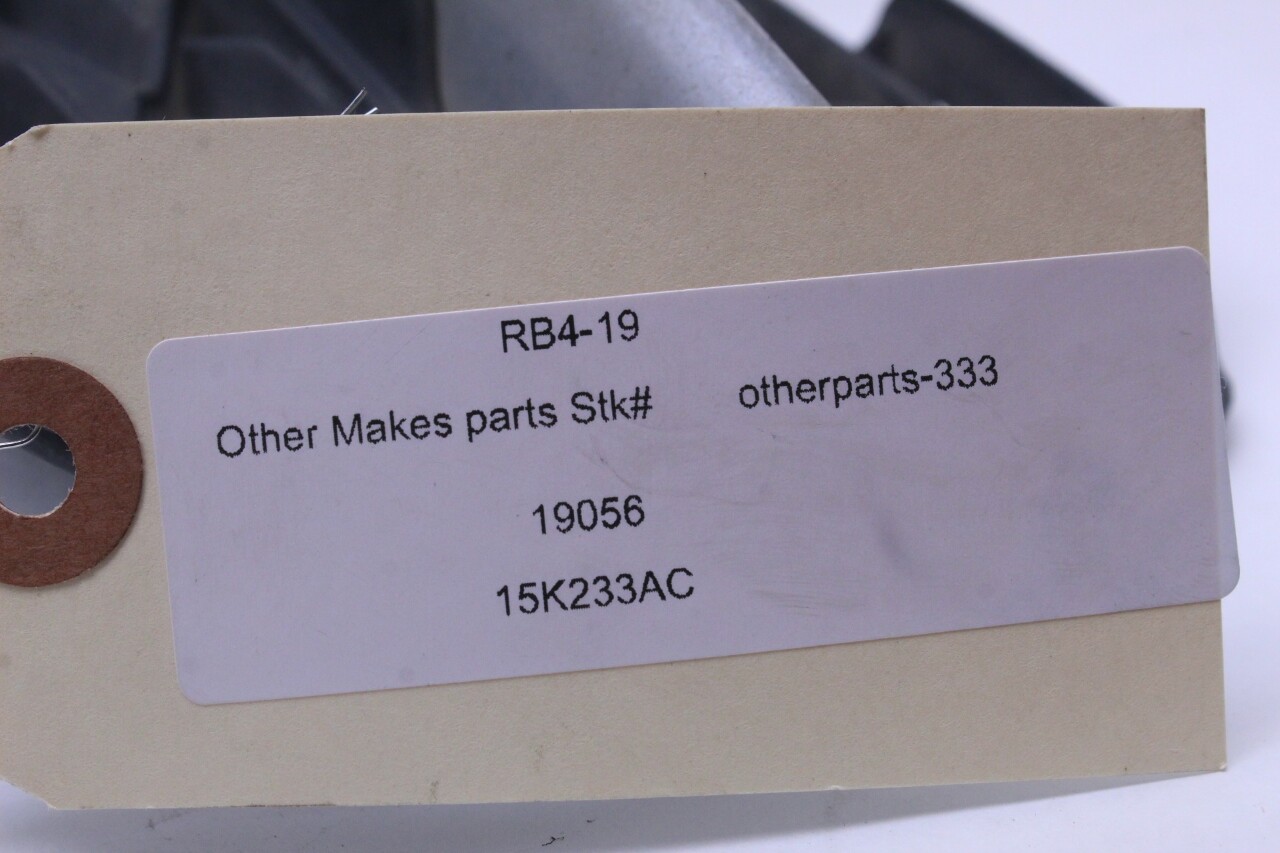 RB4-19
Other Makes parts Stk# otherparts-333
19056
15K233AC